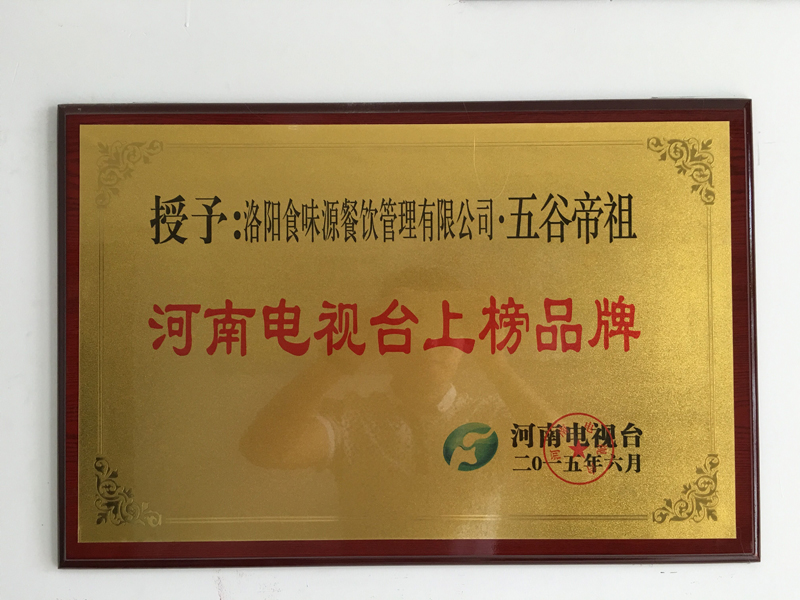 授予:洛阳食味源餐饮管理有限公司·五谷帝祖
河南电视台上榜品牌
河南电视台
二〇一五年六月